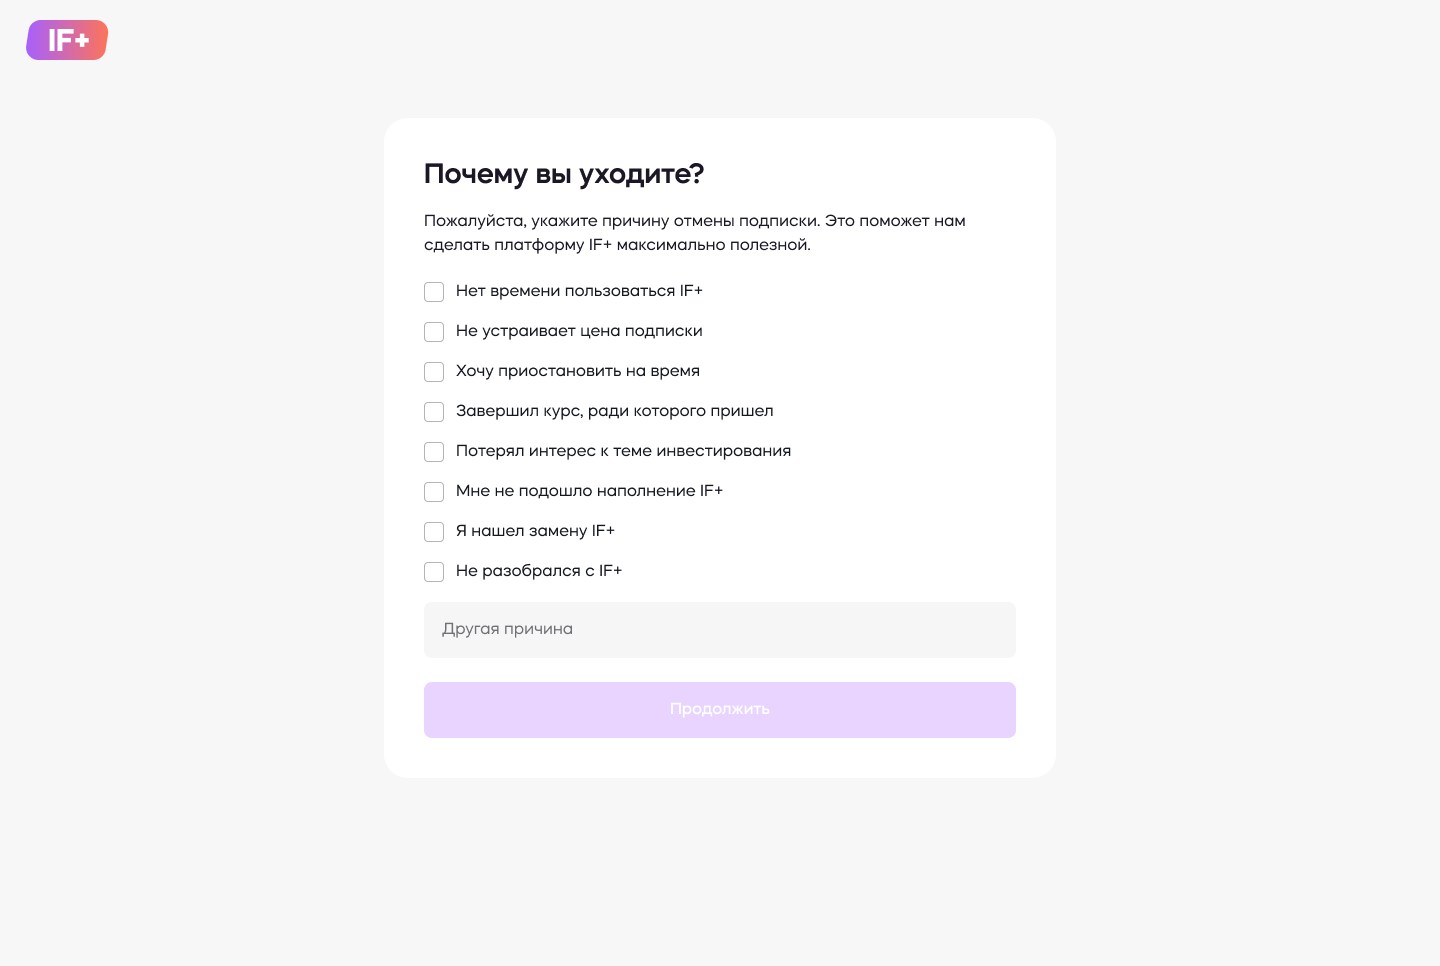 IF+
Почему вы уходите?
Пожалуйста, укажите причину отмены подписки. Это поможет нам
сделать платформу IF+ максимально полезной.
Нет времени пользоваться IF+
Не устраивает цена подписки
Хочу приостановить на время
Завершил курс, ради которого пришел
Потерял интерес к теме инвестирования
Мне не подошло наполнение IF+
Я нашел замену IF+
Не разобрался с IF+
Другая причина
Продолжить